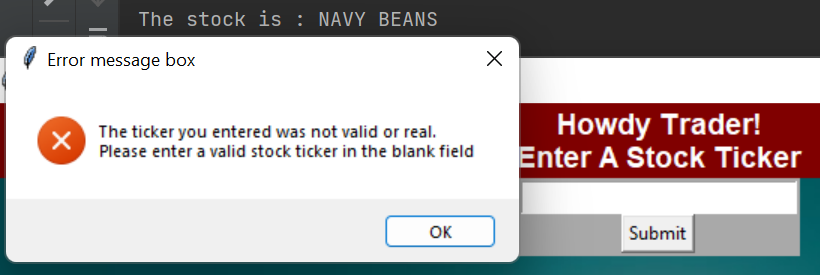 The stock is : NAVY BEANS
Error message box
The ticker you entered was not valid or real.
Please enter a valid stock ticker in the blank field
OK
Howdy Trader!
Enter A Stock Ticker
Submit